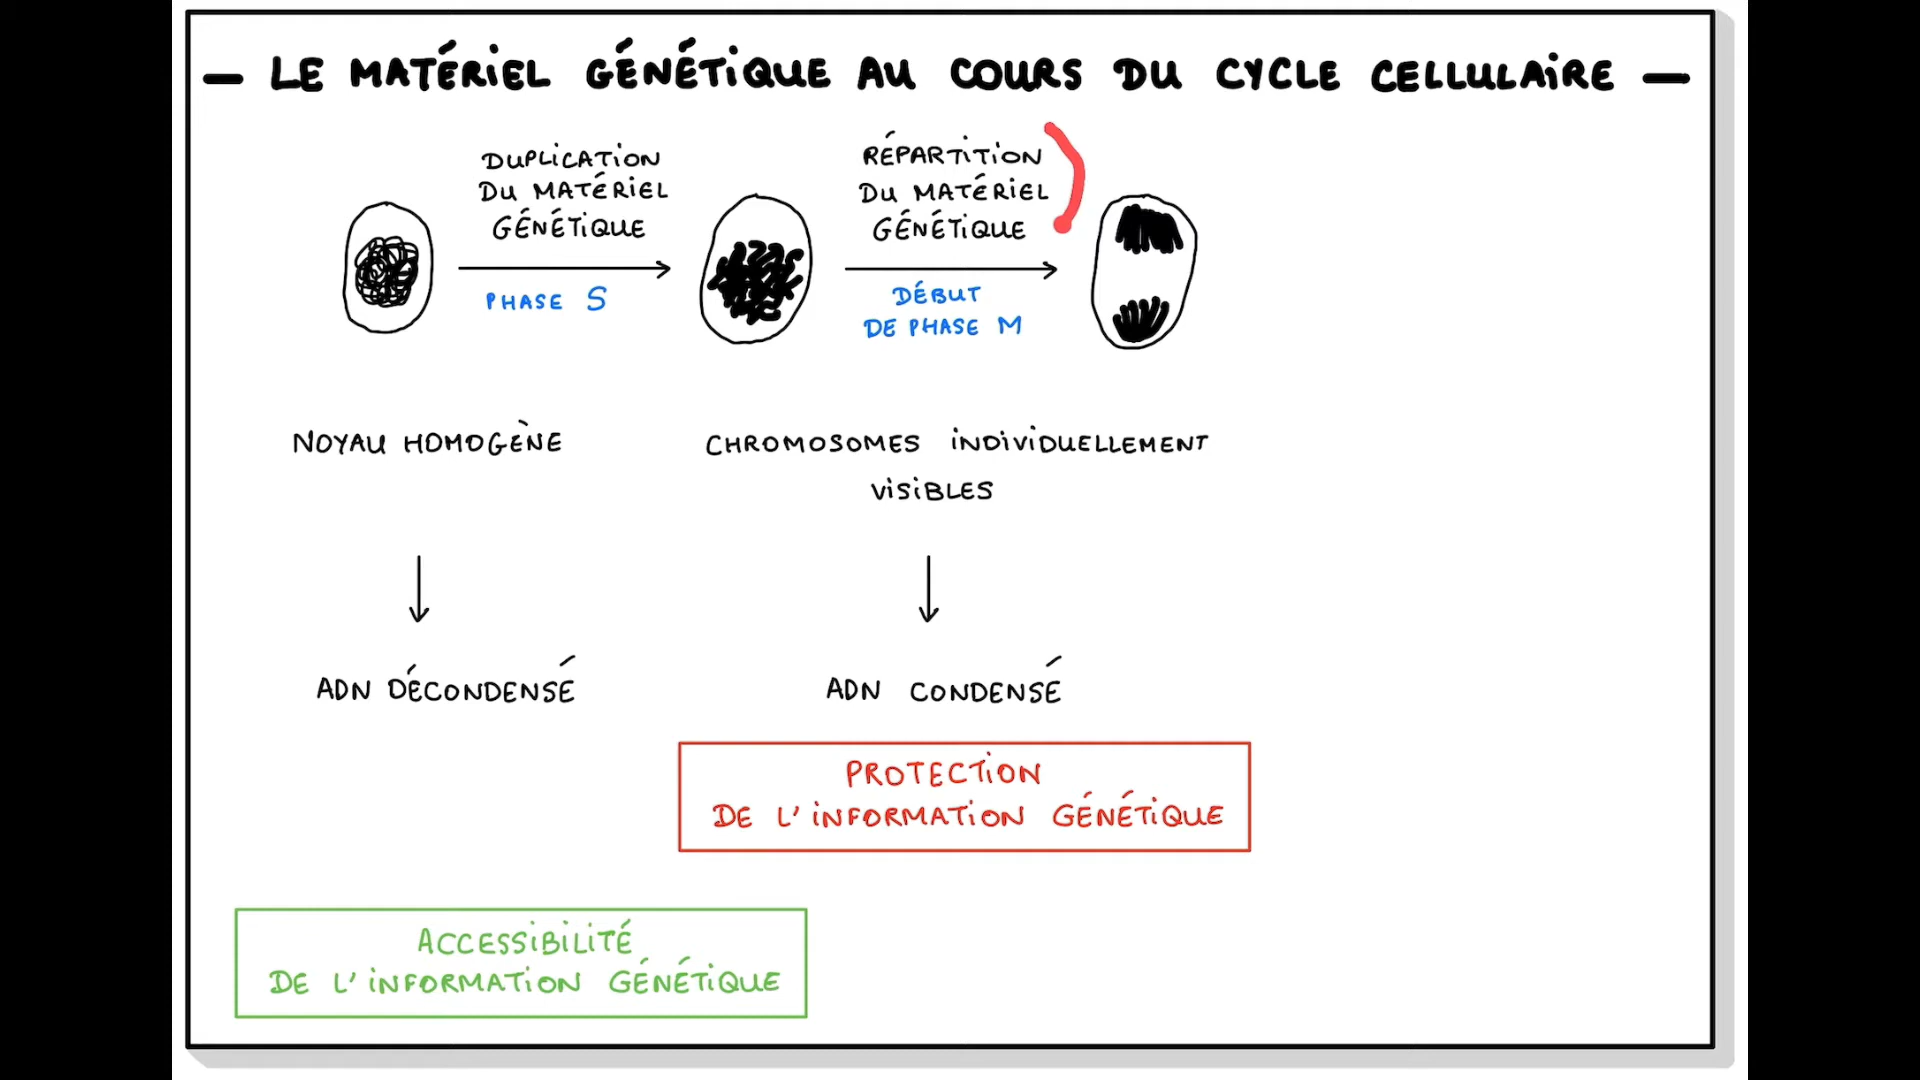 — LE MATÉRIEL GÉNÉTIQUE AU COURS DU CYCLE CELLULAIRE —
DUPLICATION
DU MATÉRIEL
GÉNÉTIQUE
PHASE S
RÉPARTITION
DU MATÉRIEL
GÉNÉTIQUE
DÉBUT
DE PHASE M
NOYAU HOMOGÈNE
CHROMOSOMES INDIVIDUELLEMENT
VISIBLES
ADN DÉCONDENSÉ
ADN CONDENSÉ
PROTECTION
DE L'INFORMATION GÉNÉTIQUE
ACCESSIBILITÉ
DE L'INFORMATION GÉNÉTIQUE